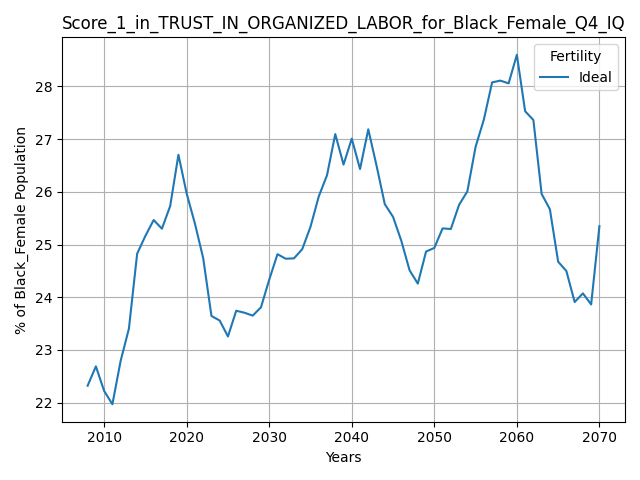 Score_1_in_TRUST_IN_ORGANIZED_LABOR_for_Black_Female_Q4_IQ
Fertility
Ideal
% of Black_Female Population
28
27
26
25
24
23
22
2010 2020 2030 2040 2050 2060 2070
Years